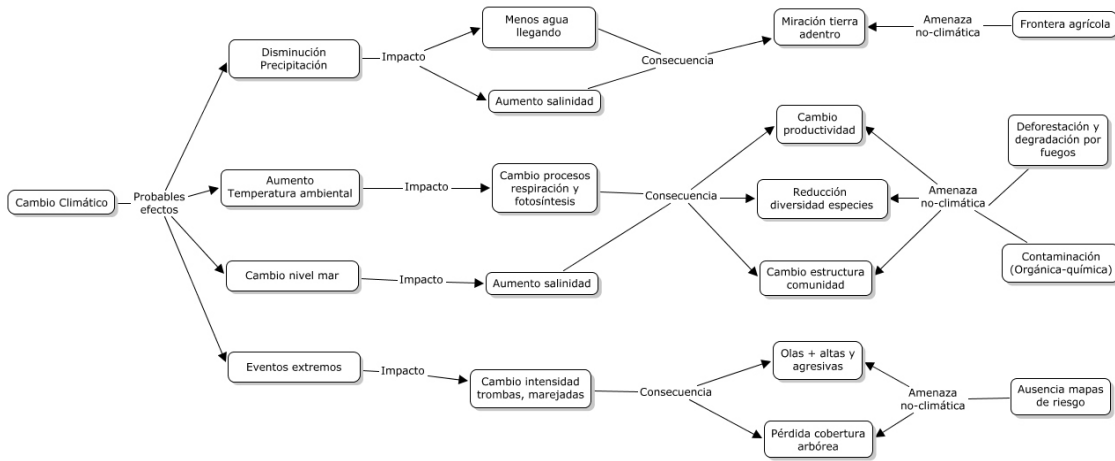 Cambio Climático
Probables
efectos
Disminución
Precipitación
Impacto
Menos agua
llegando
Aumento salinidad
Consecuencia
Miración tierra
adentro
Amenaza
no-climática
Frontera agrícola
Aumento
Temperatura ambiental
Impacto
Cambio procesos
respiración y
fotosíntesis
Cambio nivel mar
Impacto
Aumento salinidad
Consecuencia
Cambio
productividad
Reducción
diversidad especies
Cambio estructura
comunidad
Amenaza
no-climática
Deforestación y
degradación por
fuegos
Contaminación
(Orgánica-química)
Eventos extremos
Impacto
Cambio intensidad
trombas, marejadas
Consecuencia
Olas + altas y
agresivas
Pérdida cobertura
arbórea
Amenaza
no-climática
Ausencia mapas
de riesgo